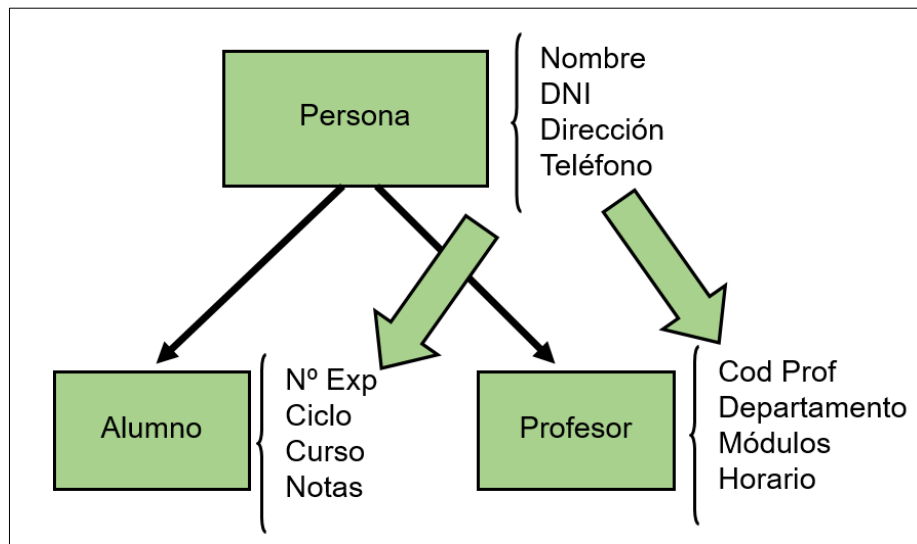 Persona
Nombre
DNI
Dirección
Teléfono
Alumno
Nº Exp
Ciclo
Curso
Notas
Profesor
Cod Prof
Departamento
Módulos
Horario